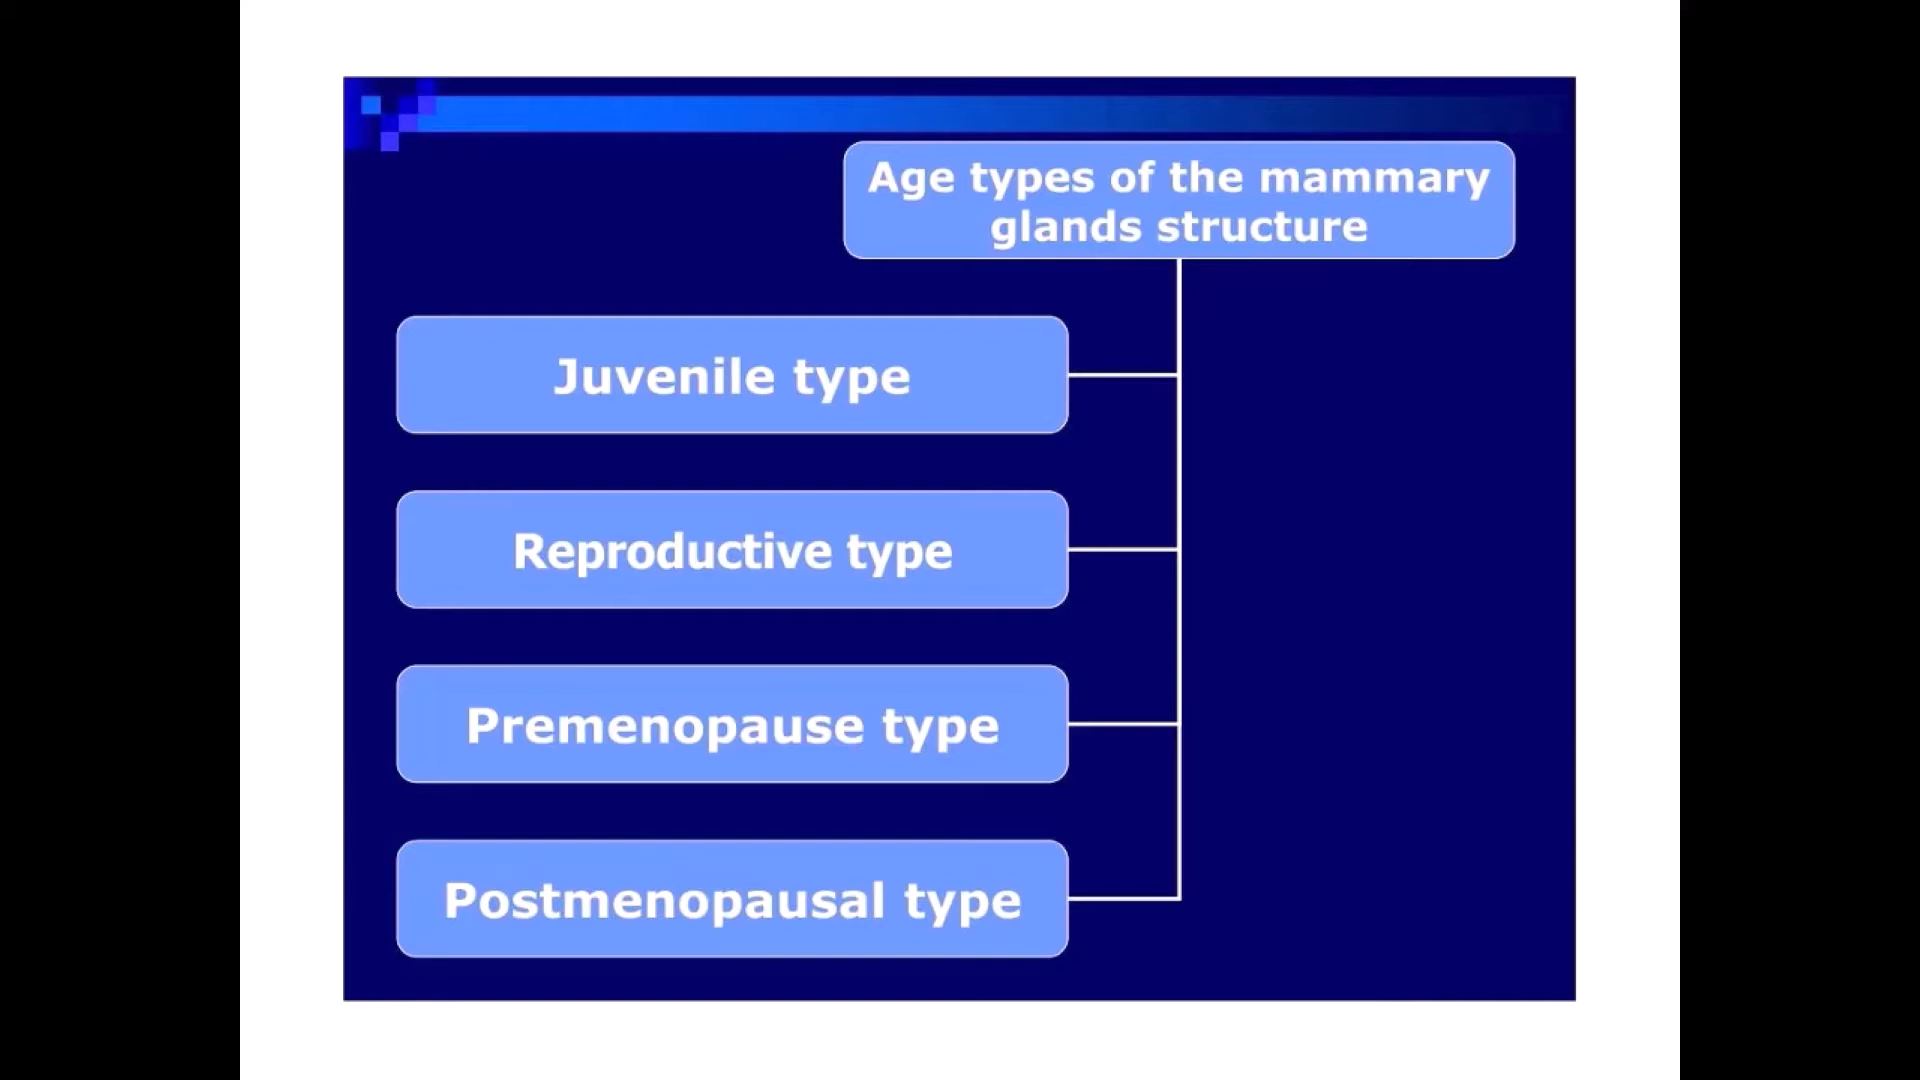 Age types of the mammary
glands structure
Juvenile type
Reproductive type
Premenopause type
Postmenopausal type